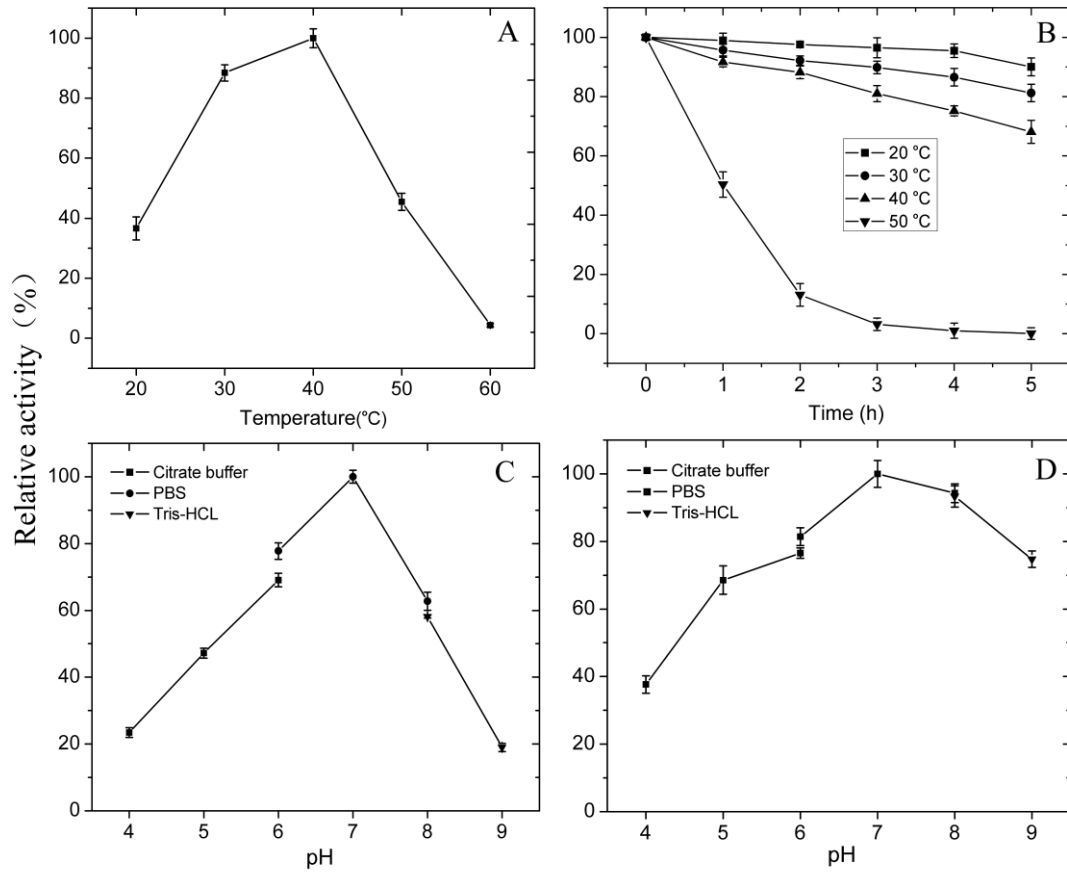 Relative activity (%)
A
100
80
60
40
20
0
20 30 40 50 60
Temperature(°C)
B
100
80
60
40
20
0
20 °C
30 °C
40 °C
50 °C
0 1 2 3 4 5
Time (h)
C
Citrate buffer
PBS
Tris-HCL
100
80
60
40
20
0
4 5 6 7 8 9
pH
D
Citrate buffer
PBS
Tris-HCL
100
80
60
40
20
0
4 5 6 7 8 9
pH